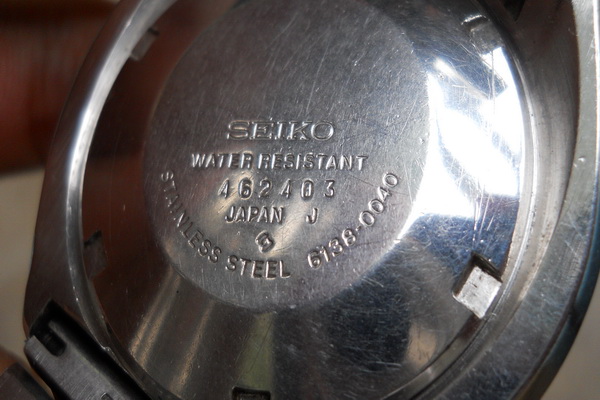 SEIKO
WATER RESISTANT
462403
JAPAN J
STAINLESS STEEL 6138-0040